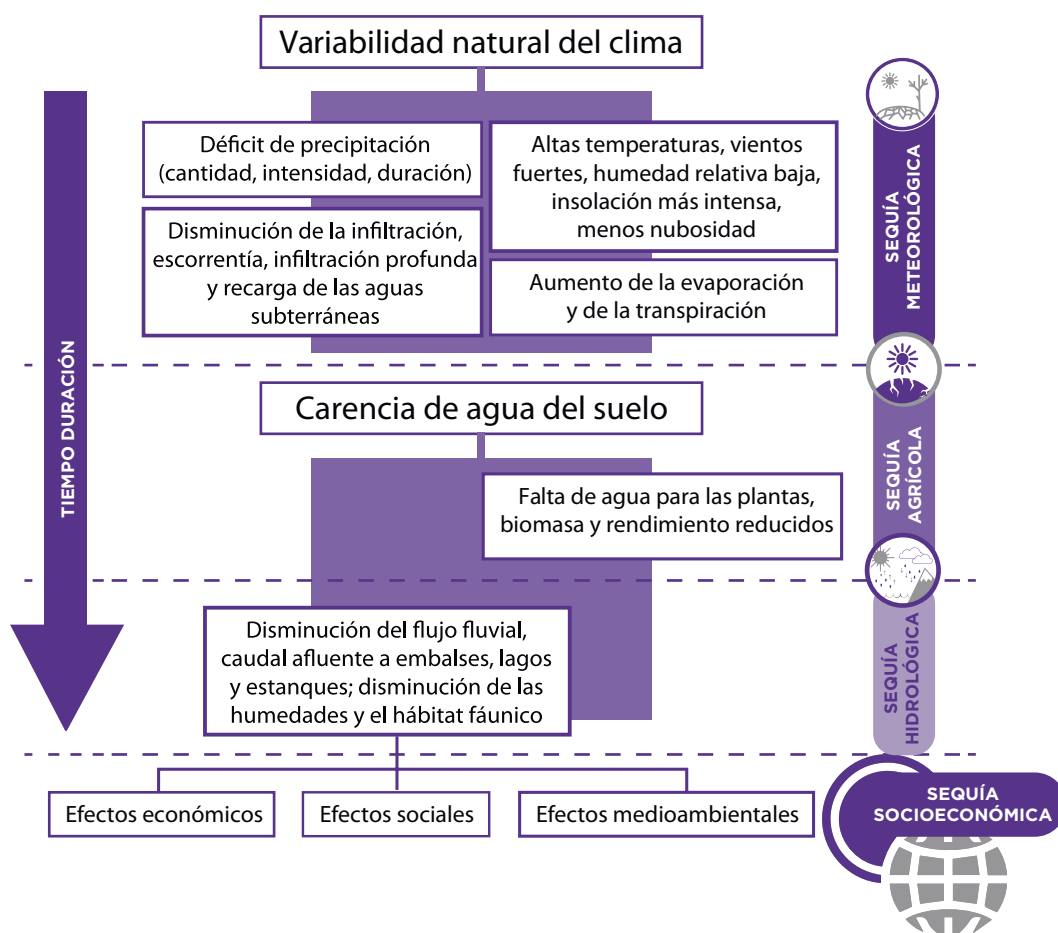 Variabilidad natural del clima
Déficit de precipitación
(cantidad, intensidad, duración)
Altas temperaturas, vientos
fuertes, humedad relativa baja,
insolación más intensa,
menos nubosidad
Disminución de la infiltración,
escorrentía, infiltración profunda
y recarga de las aguas
subterráneas
Aumento de la evaporación
y de la transpiración
SEQUÍA
METEOROLÓGICA
TIEMPO DURACIÓN
Carencia de agua del suelo
Falta de agua para las plantas,
biomasa y rendimiento reducidos
SEQUÍA
AGRÍCOLA
Disminución del flujo fluvial,
caudal afluente a embalses, lagos
y estanques; disminución de las
humedades y el hábitat fáunico
SEQUÍA
HIDROLÓGICA
Efectos económicos
Efectos sociales
Efectos medioambientales
SEQUÍA
SOCIOECONÓMICA